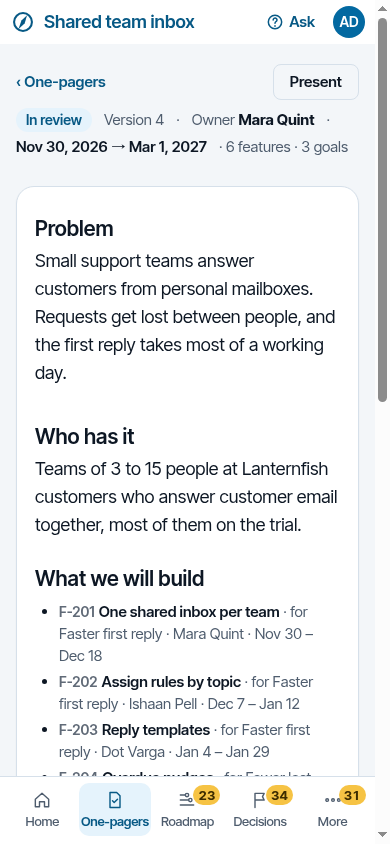 Shared team inbox
Ask
AD
‹ One-pagers
Present
In review Version 4 · Owner Mara Quint ·
Nov 30, 2026 → Mar 1, 2027 · 6 features · 3 goals
Problem
Small support teams answer
customers from personal mailboxes.
Requests get lost between people, and
the first reply takes most of a working
day.
Who has it
Teams of 3 to 15 people at Lanternfish
customers who answer customer email
together, most of them on the trial.
What we will build
• F-201 One shared inbox per team · for
Faster first reply · Mara Quint · Nov 30 –
Dec 18
• F-202 Assign rules by topic · for Faster
first reply · Ishaan Pell · Dec 7 – Jan 12
• F-203 Reply templates · for Faster first
reply · Dot Varga · Jan 4 – Jan 29
23
34
31
Home
One-pagers
Roadmap
Decisions
More